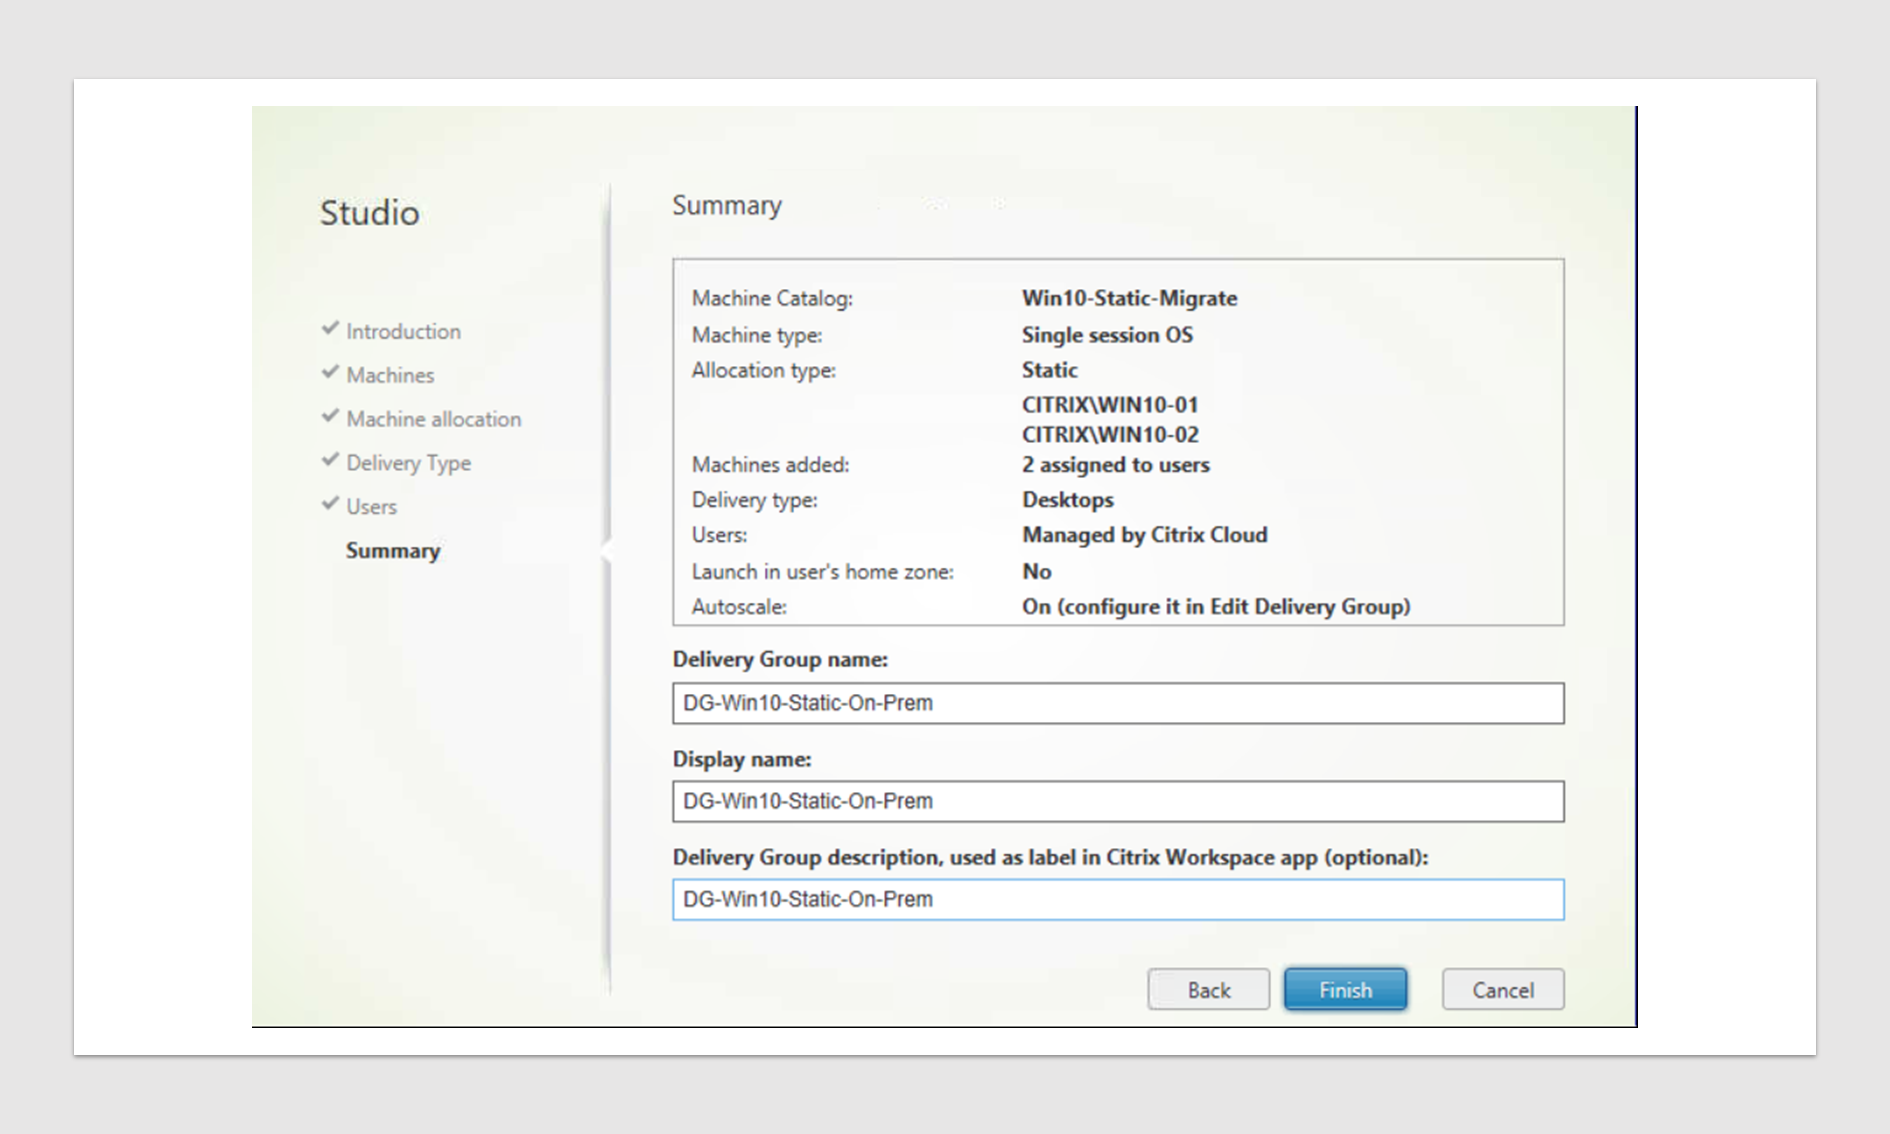 Studio
Introduction
Machines
Machine allocation
Delivery Type
Users
Summary
Summary
Machine Catalog: Win10-Static-Migrate
Machine type: Single session OS
Allocation type: Static
CITRIX\WIN10-01
CITRIX\WIN10-02
Machines added: 2 assigned to users
Delivery type: Desktops
Users: Managed by Citrix Cloud
Launch in user's home zone: No
Autoscale: On (configure it in Edit Delivery Group)
Delivery Group name:
DG-Win10-Static-On-Prem
Display name:
DG-Win10-Static-On-Prem
Delivery Group description, used as label in Citrix Workspace app (optional):
DG-Win10-Static-On-Prem
Back Finish Cancel